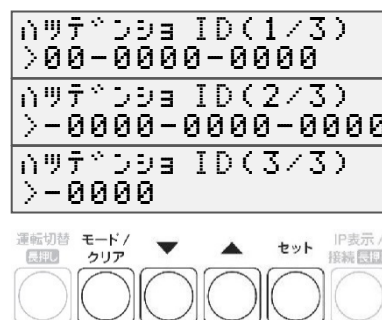 ハツデンショ ID(1/3)
>00-0000-0000
ハツデンショ ID(2/3)
>-0000-0000-0000
ハツデンショ ID(3/3)
>-0000
運転切替
長押し
モード/
クリア
▼
▲
セット
IP表示/
接続 長押し